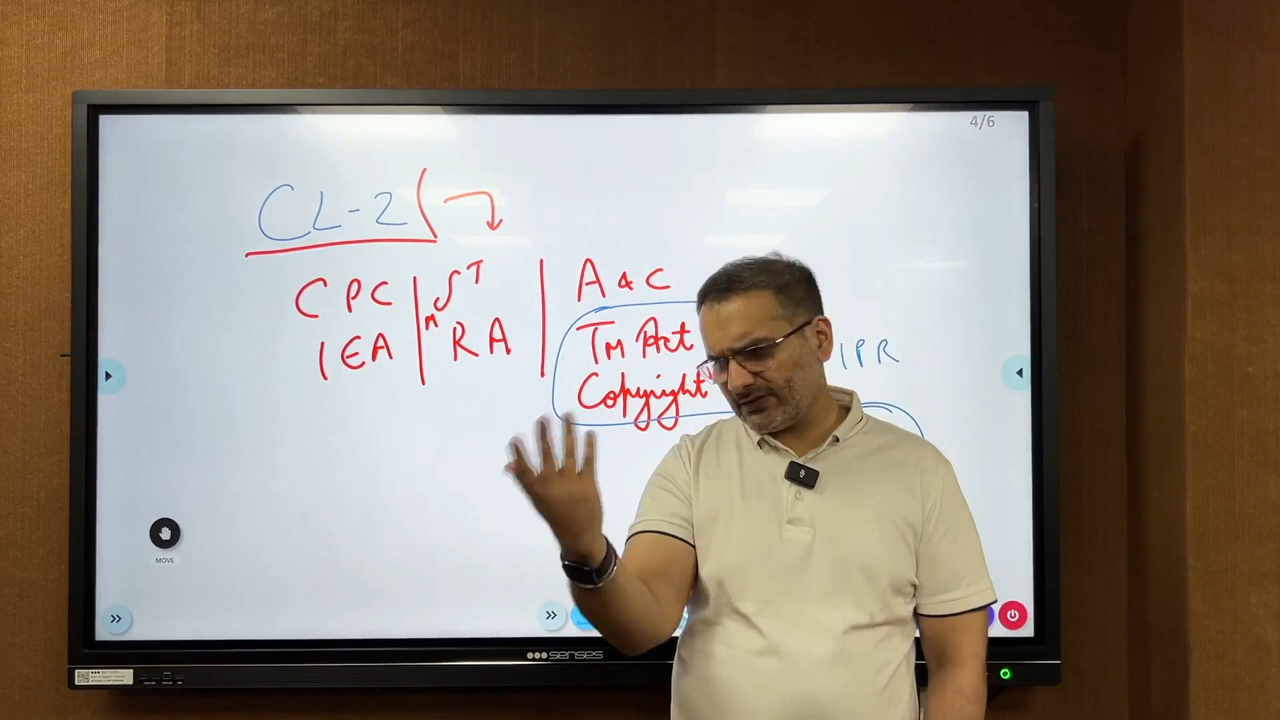 4/6
CL-2
CPC
IEA
RA
A & C
TM Act
Copyright
IPR
MOVE
senses